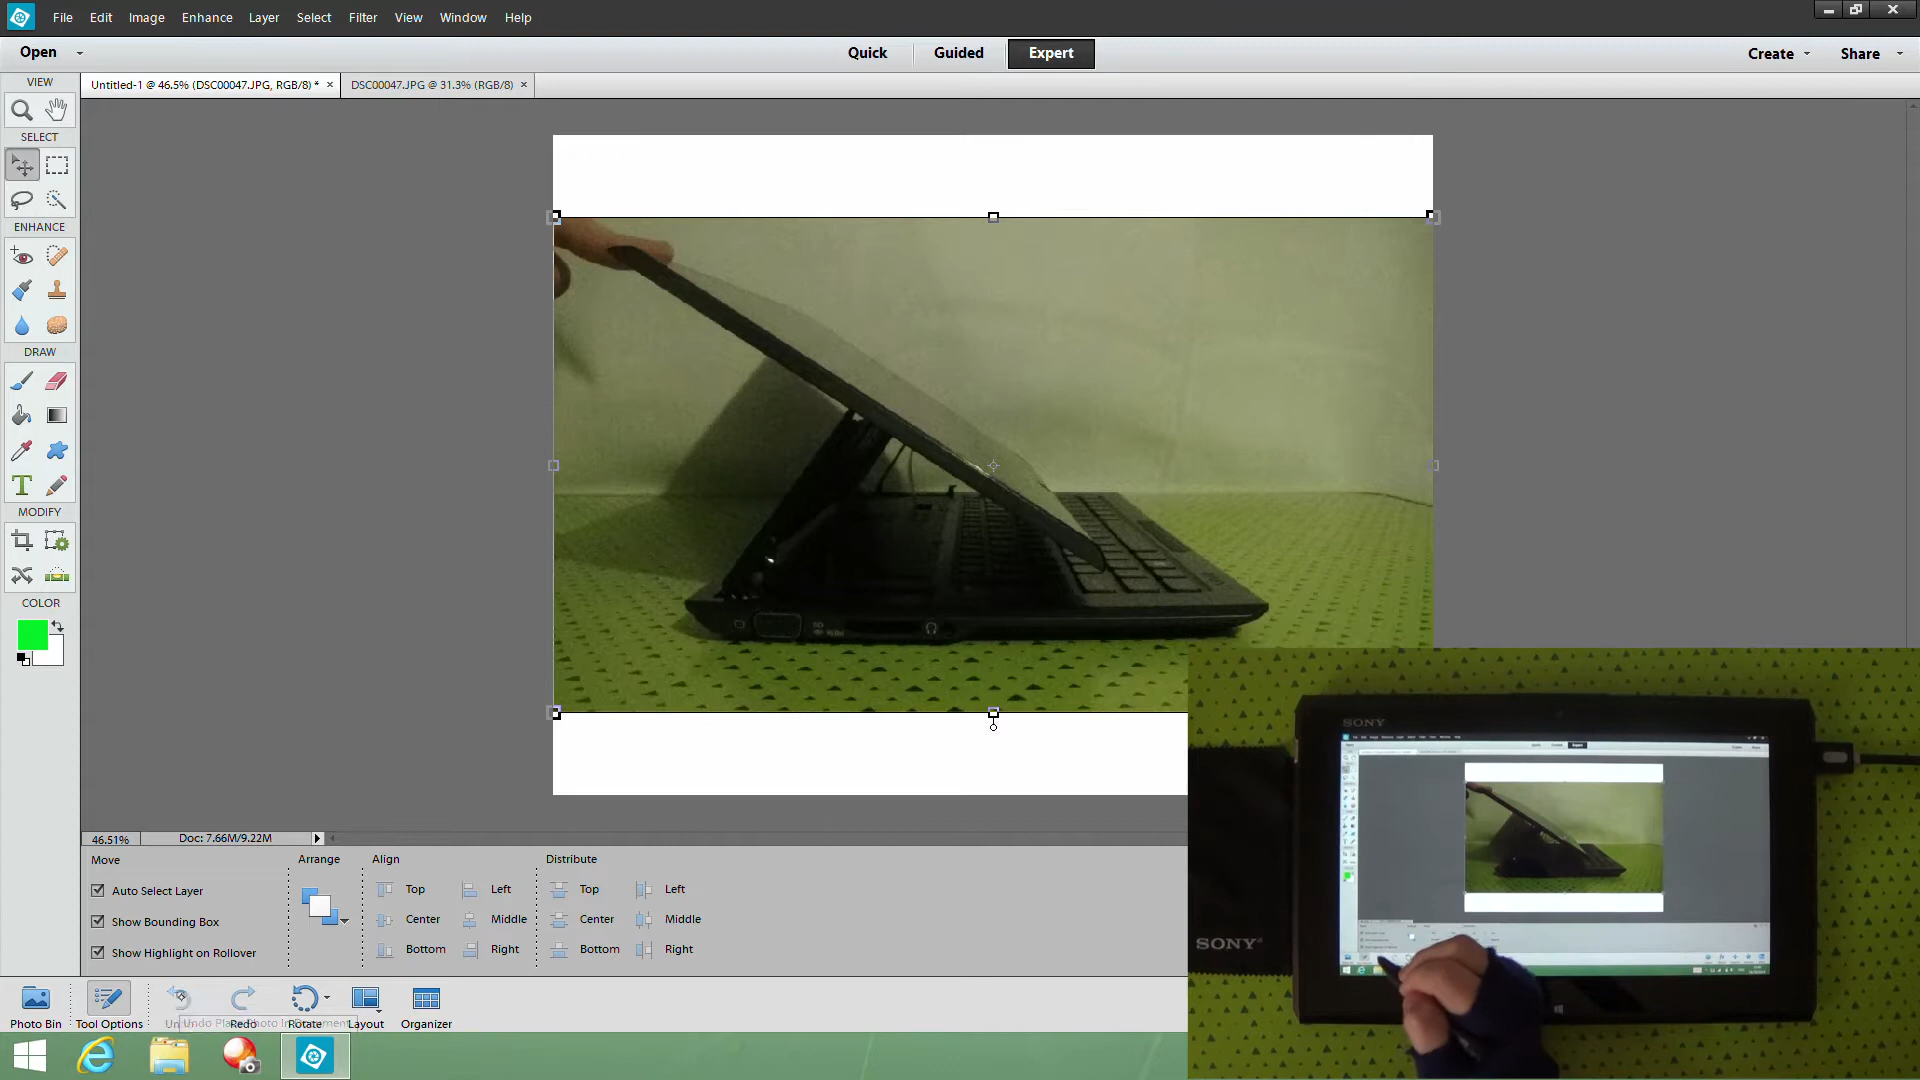 File Edit Image Enhance Layer Select Filter View Window Help
Open Quick Guided Expert Create Share
VIEW Untitled-1 @ 46.5% (DSC00047.JPG, RGB/8) * × DSC00047.JPG @ 31.3% (RGB/8) ×
SELECT
ENHANCE
DRAW
T
MODIFY
COLOR
SONY
46.51% Doc: 7.66M/9.22M
Move Arrange Align Distribute
Auto Select Layer Top Left Top Left
Show Bounding Box Center Middle Center Middle
Show Highlight on Rollover Bottom Right Bottom Right
SONY
Photo Bin Tool Options Undo Redo Rotate Layout Organizer